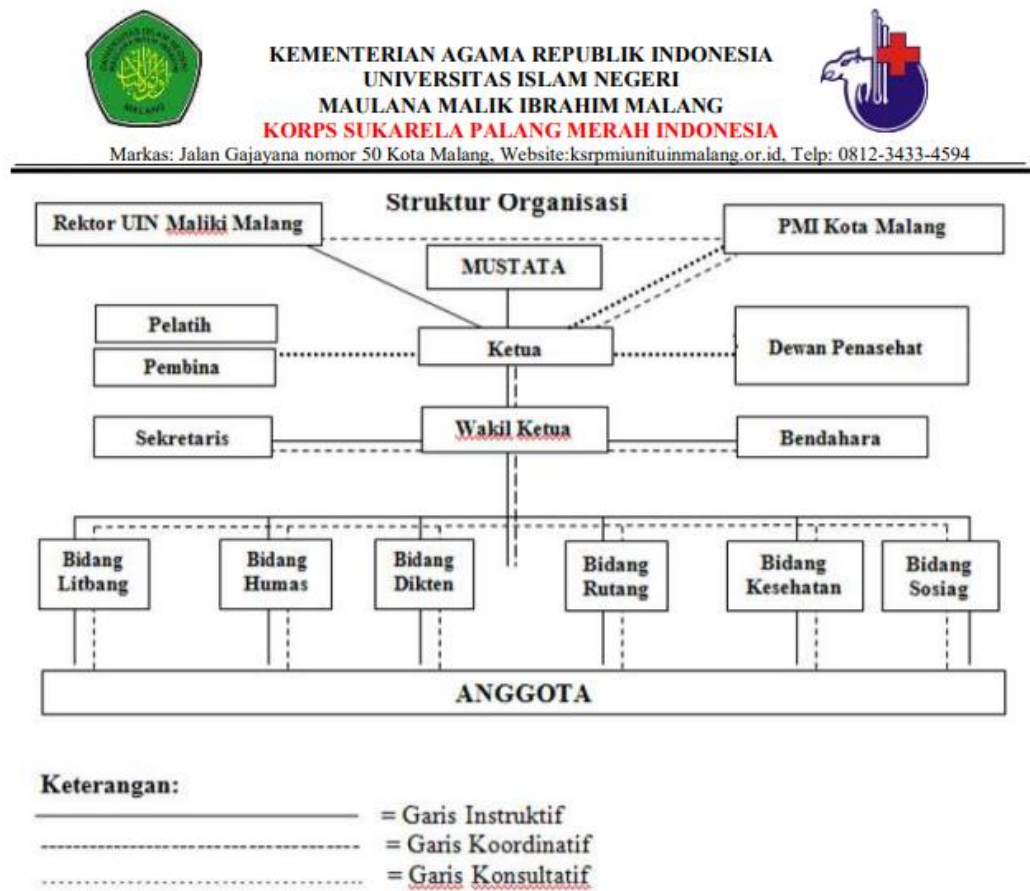 KEMENTERIAN AGAMA REPUBLIK INDONESIA
UNIVERSITAS ISLAM NEGERI
MAULANA MALIK IBRAHIM MALANG
KORPS SUKARELA PALANG MERAH INDONESIA
Markas: Jalan Gajayana nomor 50 Kota Malang, Website:ksrpmiunituinmalang.or.id, Telp: 0812-3433-4594
Struktur Organisasi
Rektor UIN Maliki Malang
PMI Kota Malang
MUSTATA
Pelatih
Ketua
Dewan Penasehat
Pembina
Sekretaris
Wakil Ketua
Bendahara
Bidang
Litbang
Bidang
Humas
Bidang
Dikten
Bidang
Rutang
Bidang
Kesehatan
Bidang
Sosiag
ANGGOTA
Keterangan:
= Garis Instruktif
= Garis Koordinatif
= Garis Konsultatif